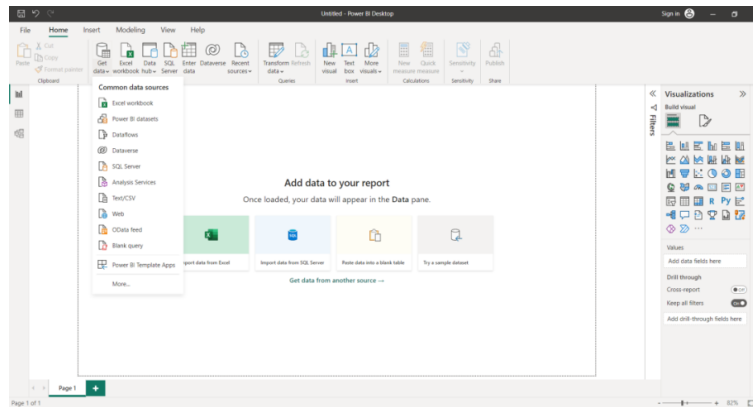 Untitled - Power BI Desktop
Sign in
File Home Insert Modeling View Help
Paste
Cut
Copy
Format painter
Get data
Excel workbook
Data hub
SQL Server
Enter data
Dataverse
Recent sources
Transform data
Refresh
New visual
Text box
More visuals
New measure
Quick measure
Sensitivity
Publish
Clipboard
Queries
Insert
Calculations
Sensitivity
Share
Common data sources
Excel workbook
Power BI datasets
Dataflows
Dataverse
SQL Server
Analysis Services
Text/CSV
Web
OData feed
Blank query
Power BI Template Apps
More...
Add data to your report
Once loaded, your data will appear in the Data pane.
Import data from SQL Server
Paste data into a blank table
Try a sample dataset
Get data from another source →
Filters
Visualizations
Build visual
R Py
Values
Add data fields here
Drill through
Cross report
Off
Keep all filters
On
Add drill-through fields here
Page 1
Page 1 of 1
82%